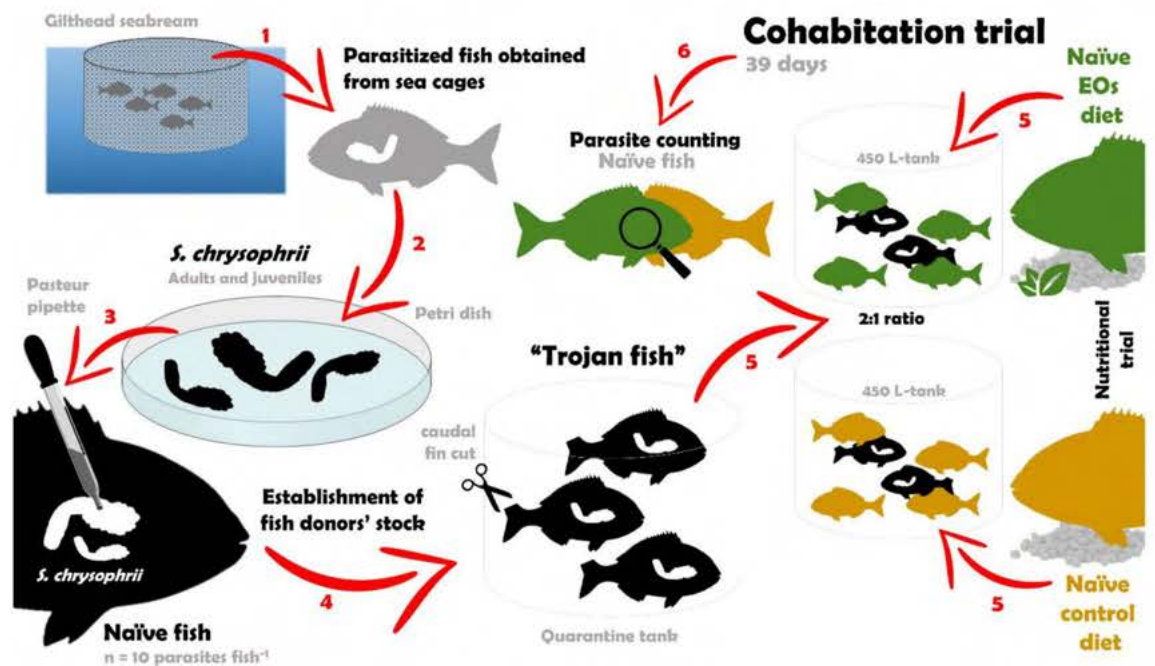 Gilthead seabream
1
Parasitized fish obtained
from sea cages
2
S. chrysophrii
Adults and juveniles
Pasteur
pipette
3
Petri dish
S. chrysophrii
Naïve fish
n = 10 parasites fish⁻¹
Establishment of
fish donors' stock
4
"Trojan fish"
caudal
fin cut
Quarantine tank
5
Cohabitation trial
39 days
6
Parasite counting
Naïve fish
Naïve
EOs
diet
5
450 L-tank
2:1 ratio
450 L-tank
Nutritional
trial
5
Naïve
control
diet